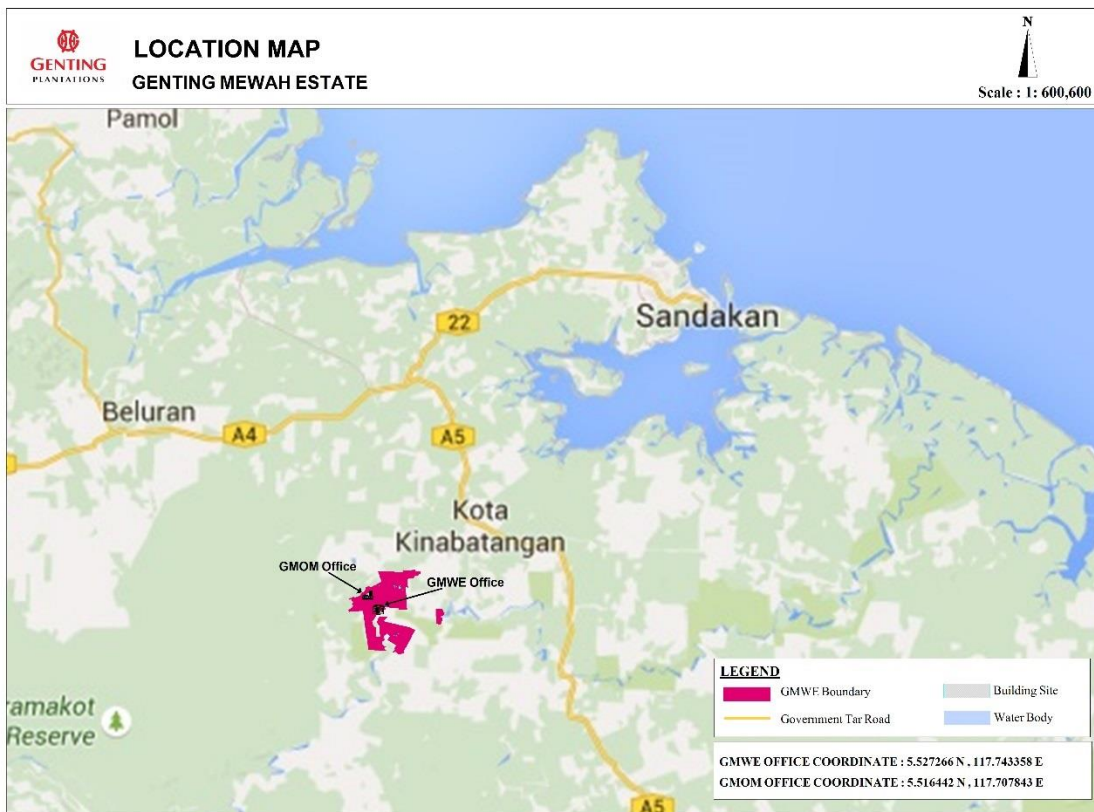 GENTING
PLANTATIONS
LOCATION MAP
GENTING MEWAH ESTATE
N
Scale : 1: 600,600
Pamol
Sandakan
22
Beluran
A4
A5
Kota
Kinabatangan
GMOM Office
GMWE Office
ramakot
Reserve
A5
LEGEND
GMWE Boundary
Building Site
Government Tar Road
Water Body
GMWE OFFICE COORDINATE : 5.527266 N , 117.743358 E
GMOM OFFICE COORDINATE : 5.516442 N , 117.707843 E